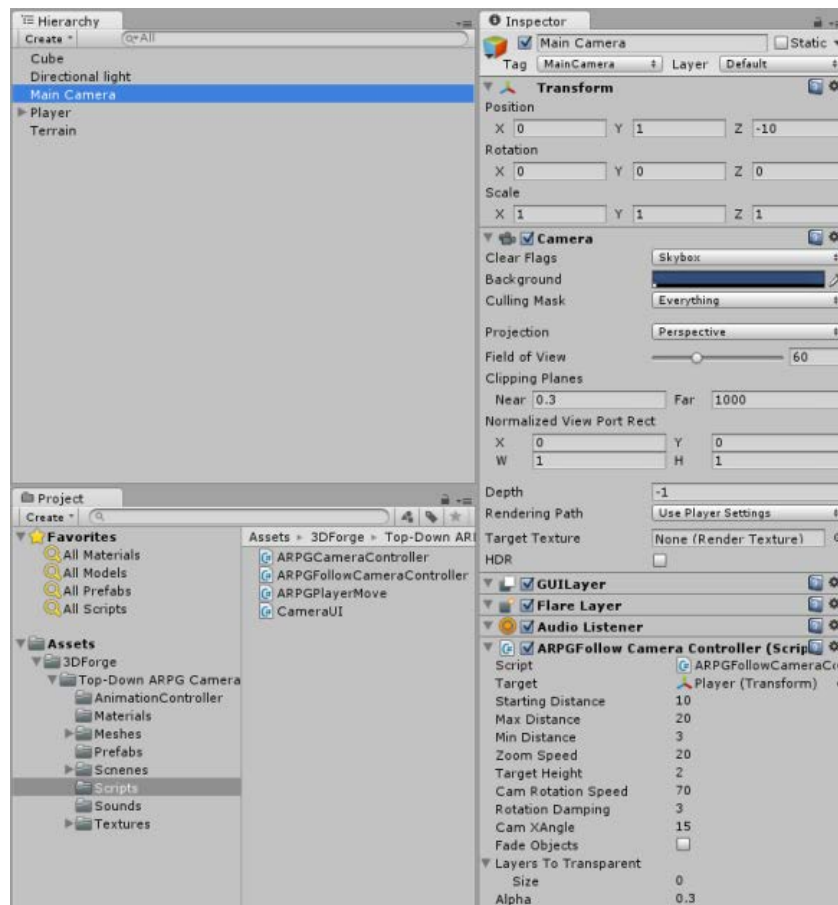 Hierarchy
Create
All
Cube
Directional light
Main Camera
Player
Terrain
Project
Create
Favorites
All Materials
All Models
All Prefabs
All Scripts
Assets
3DForge
Top-Down ARPG Camera
AnimationController
Materials
Meshes
Prefabs
Scnenes
Scripts
Sounds
Textures
Assets 3DForge Top-Down ARI
ARPGCameraController
ARPGFollowCameraController
ARPGPlayerMove
CameraUI
Inspector
Main Camera Static
Tag MainCamera Layer Default
Transform
Position
X 0 Y 1 Z -10
Rotation
X 0 Y 0 Z 0
Scale
X 1 Y 1 Z 1
Camera
Clear Flags Skybox
Background
Culling Mask Everything
Projection Perspective
Field of View 60
Clipping Planes
Near 0.3 Far 1000
Normalized View Port Rect
X 0 Y 0
W 1 H 1
Depth -1
Rendering Path Use Player Settings
Target Texture None (Render Texture)
HDR
GUILayer
Flare Layer
Audio Listener
ARPGFollow Camera Controller (Scrip
Script ARPGFollowCameraCo
Target Player (Transform)
Starting Distance 10
Max Distance 20
Min Distance 3
Zoom Speed 20
Target Height 2
Cam Rotation Speed 70
Rotation Damping 3
Cam XAngle 15
Fade Objects
Layers To Transparent
Size 0
Alpha 0.3